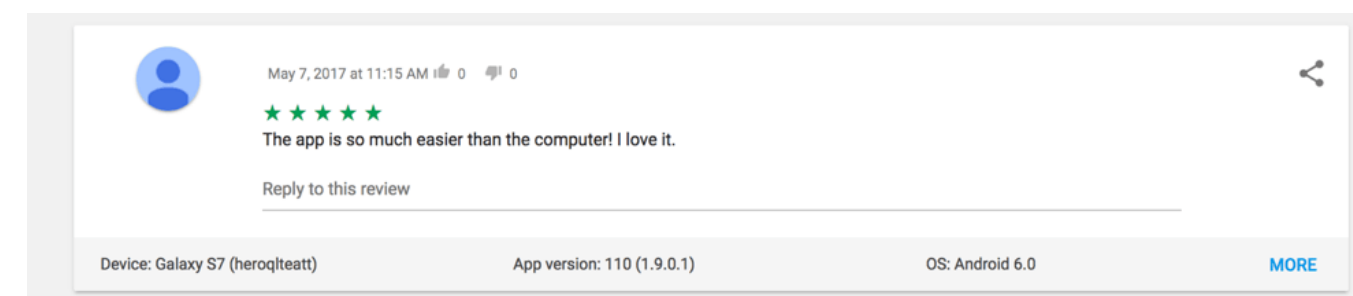 May 7, 2017 at 11:15 AM 0 0
The app is so much easier than the computer! I love it.
Reply to this review
Device: Galaxy S7 (heroqlteatt) App version: 110 (1.9.0.1) OS: Android 6.0 MORE